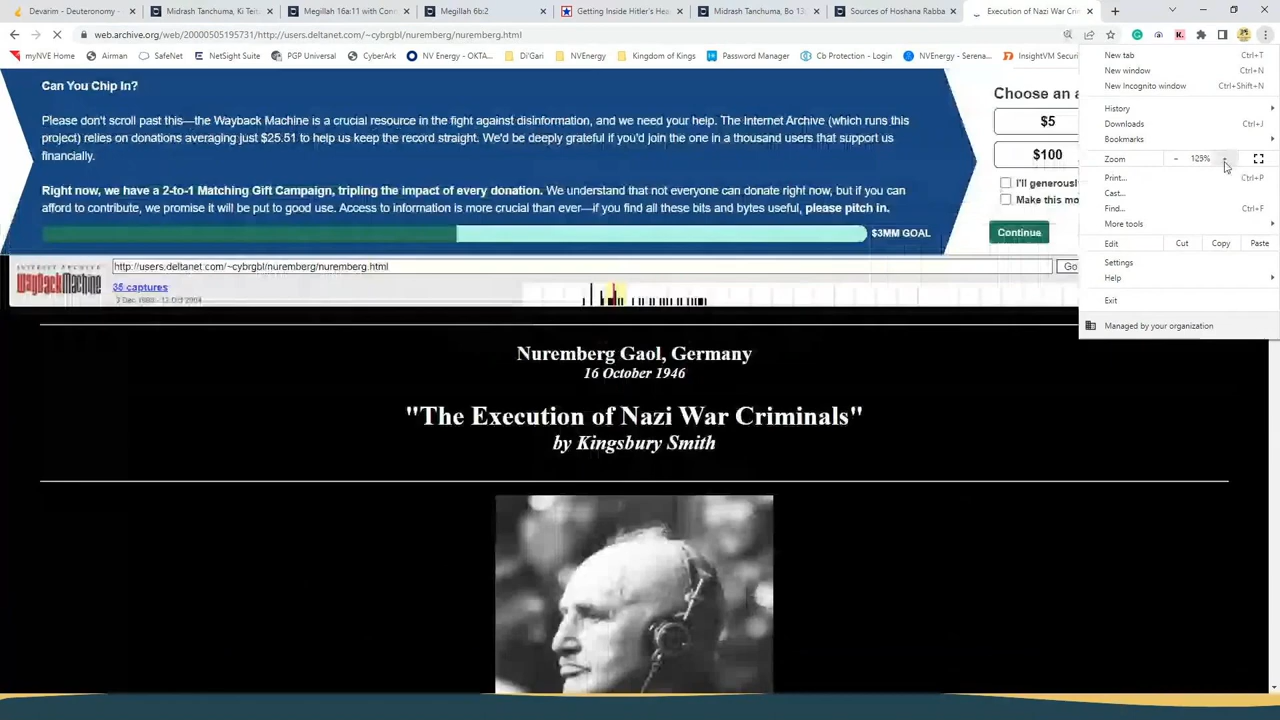 Devarim - Deuteronomy -
Midrash Tanchuma, Ki Teit
Megillah 16a:11 with Conn
Megillah 6b:2
Getting Inside Hitler's Hea
Midrash Tanchuma, Bo 13
Sources of Hoshana Rabba
Execution of Nazi War Crim
web.archive.org/web/20000505195731/http://users.deltanet.com/~cybrgbl/nuremberg/nuremberg.html
myNVE Home
Airman
SafeNet
NetSuite
PGP Universal
CyberArk
NV Energy - OKTA...
Di'Gari
NVEnergy
Kingdom of Kings
Password Manager
Cb Protection - Login
NVEnergy - Serena...
InsightVM Securi
New tab Ctrl+T
New window Ctrl+N
New Incognito window Ctrl+Shift+N
History
Downloads Ctrl+J
Bookmarks
Zoom - 125%
Print... Ctrl+P
Cast...
Find... Ctrl+F
More tools
Edit Cut Copy Paste
Settings
Help
Exit
Managed by your organization
Can You Chip In?
Please don't scroll past this—the Wayback Machine is a crucial resource in the fight against disinformation, and we need your help. The Internet Archive (which runs this
project) relies on donations averaging just $25.51 to help us keep the record straight. We'd be deeply grateful if you'd join the one in a thousand users that support us
financially.
Right now, we have a 2-to-1 Matching Gift Campaign, tripling the impact of every donation. We understand that not everyone can donate right now, but if you can
afford to contribute, we promise it will be put to good use. Access to information is more crucial than ever—if you find all these bits and bytes useful, please pitch in.
$3MM GOAL
Choose an a
$5
$100
I'll generousl
Make this mo
Continue
INTERNET ARCHIVE
WaybackMachine
http://users.deltanet.com/~cybrgbl/nuremberg/nuremberg.html
Go
35 captures
Nuremberg Gaol, Germany
16 October 1946
"The Execution of Nazi War Criminals"
by Kingsbury Smith